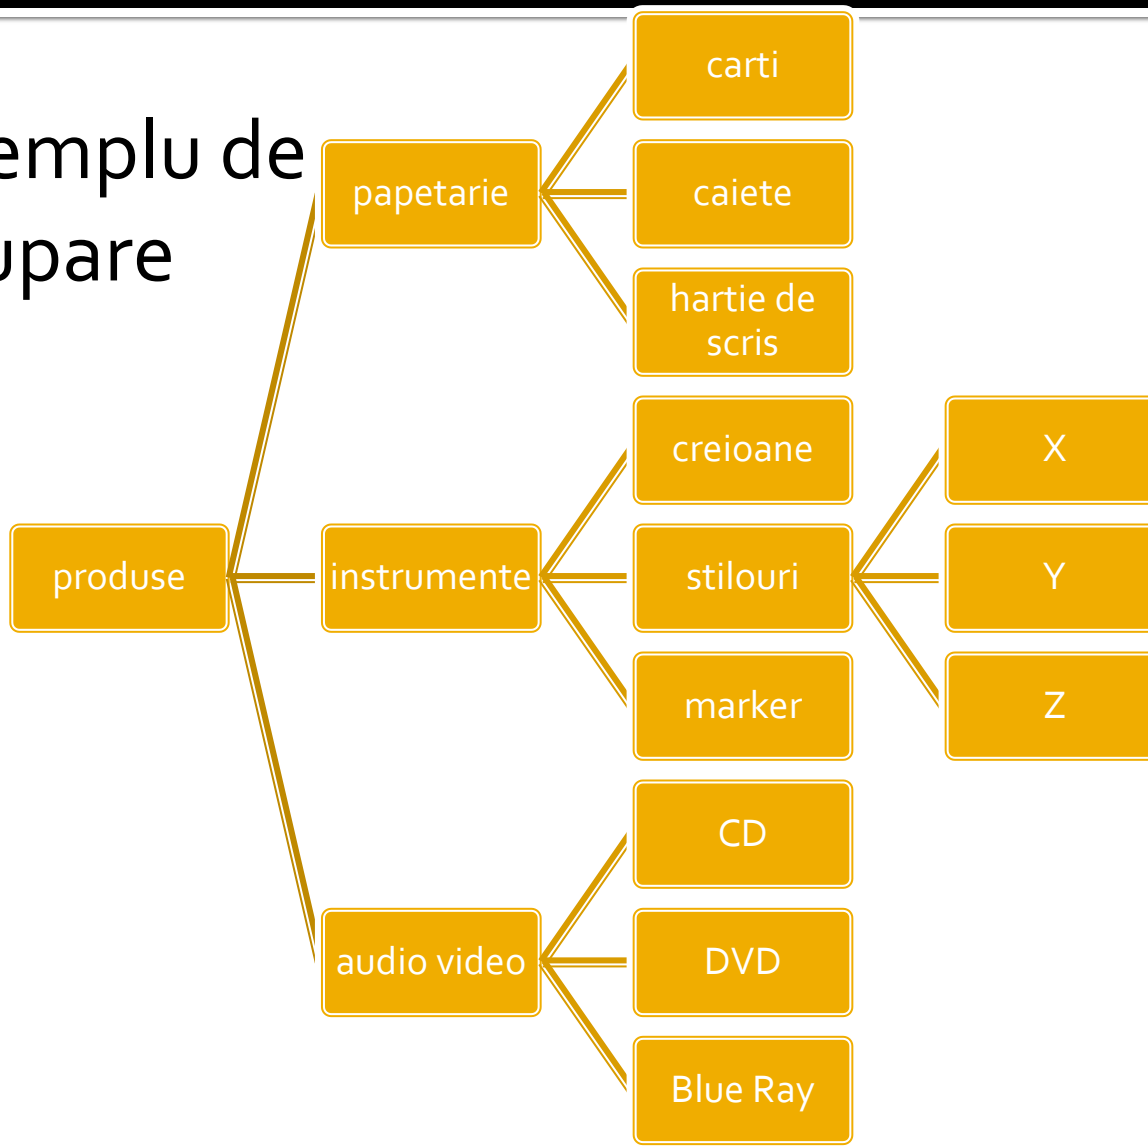 emplu de
upare
produse
papetarie
carti
caiete
hartie de
scris
instrumente
creioane
stilouri
X
Y
Z
marker
audio video
CD
DVD
Blue Ray